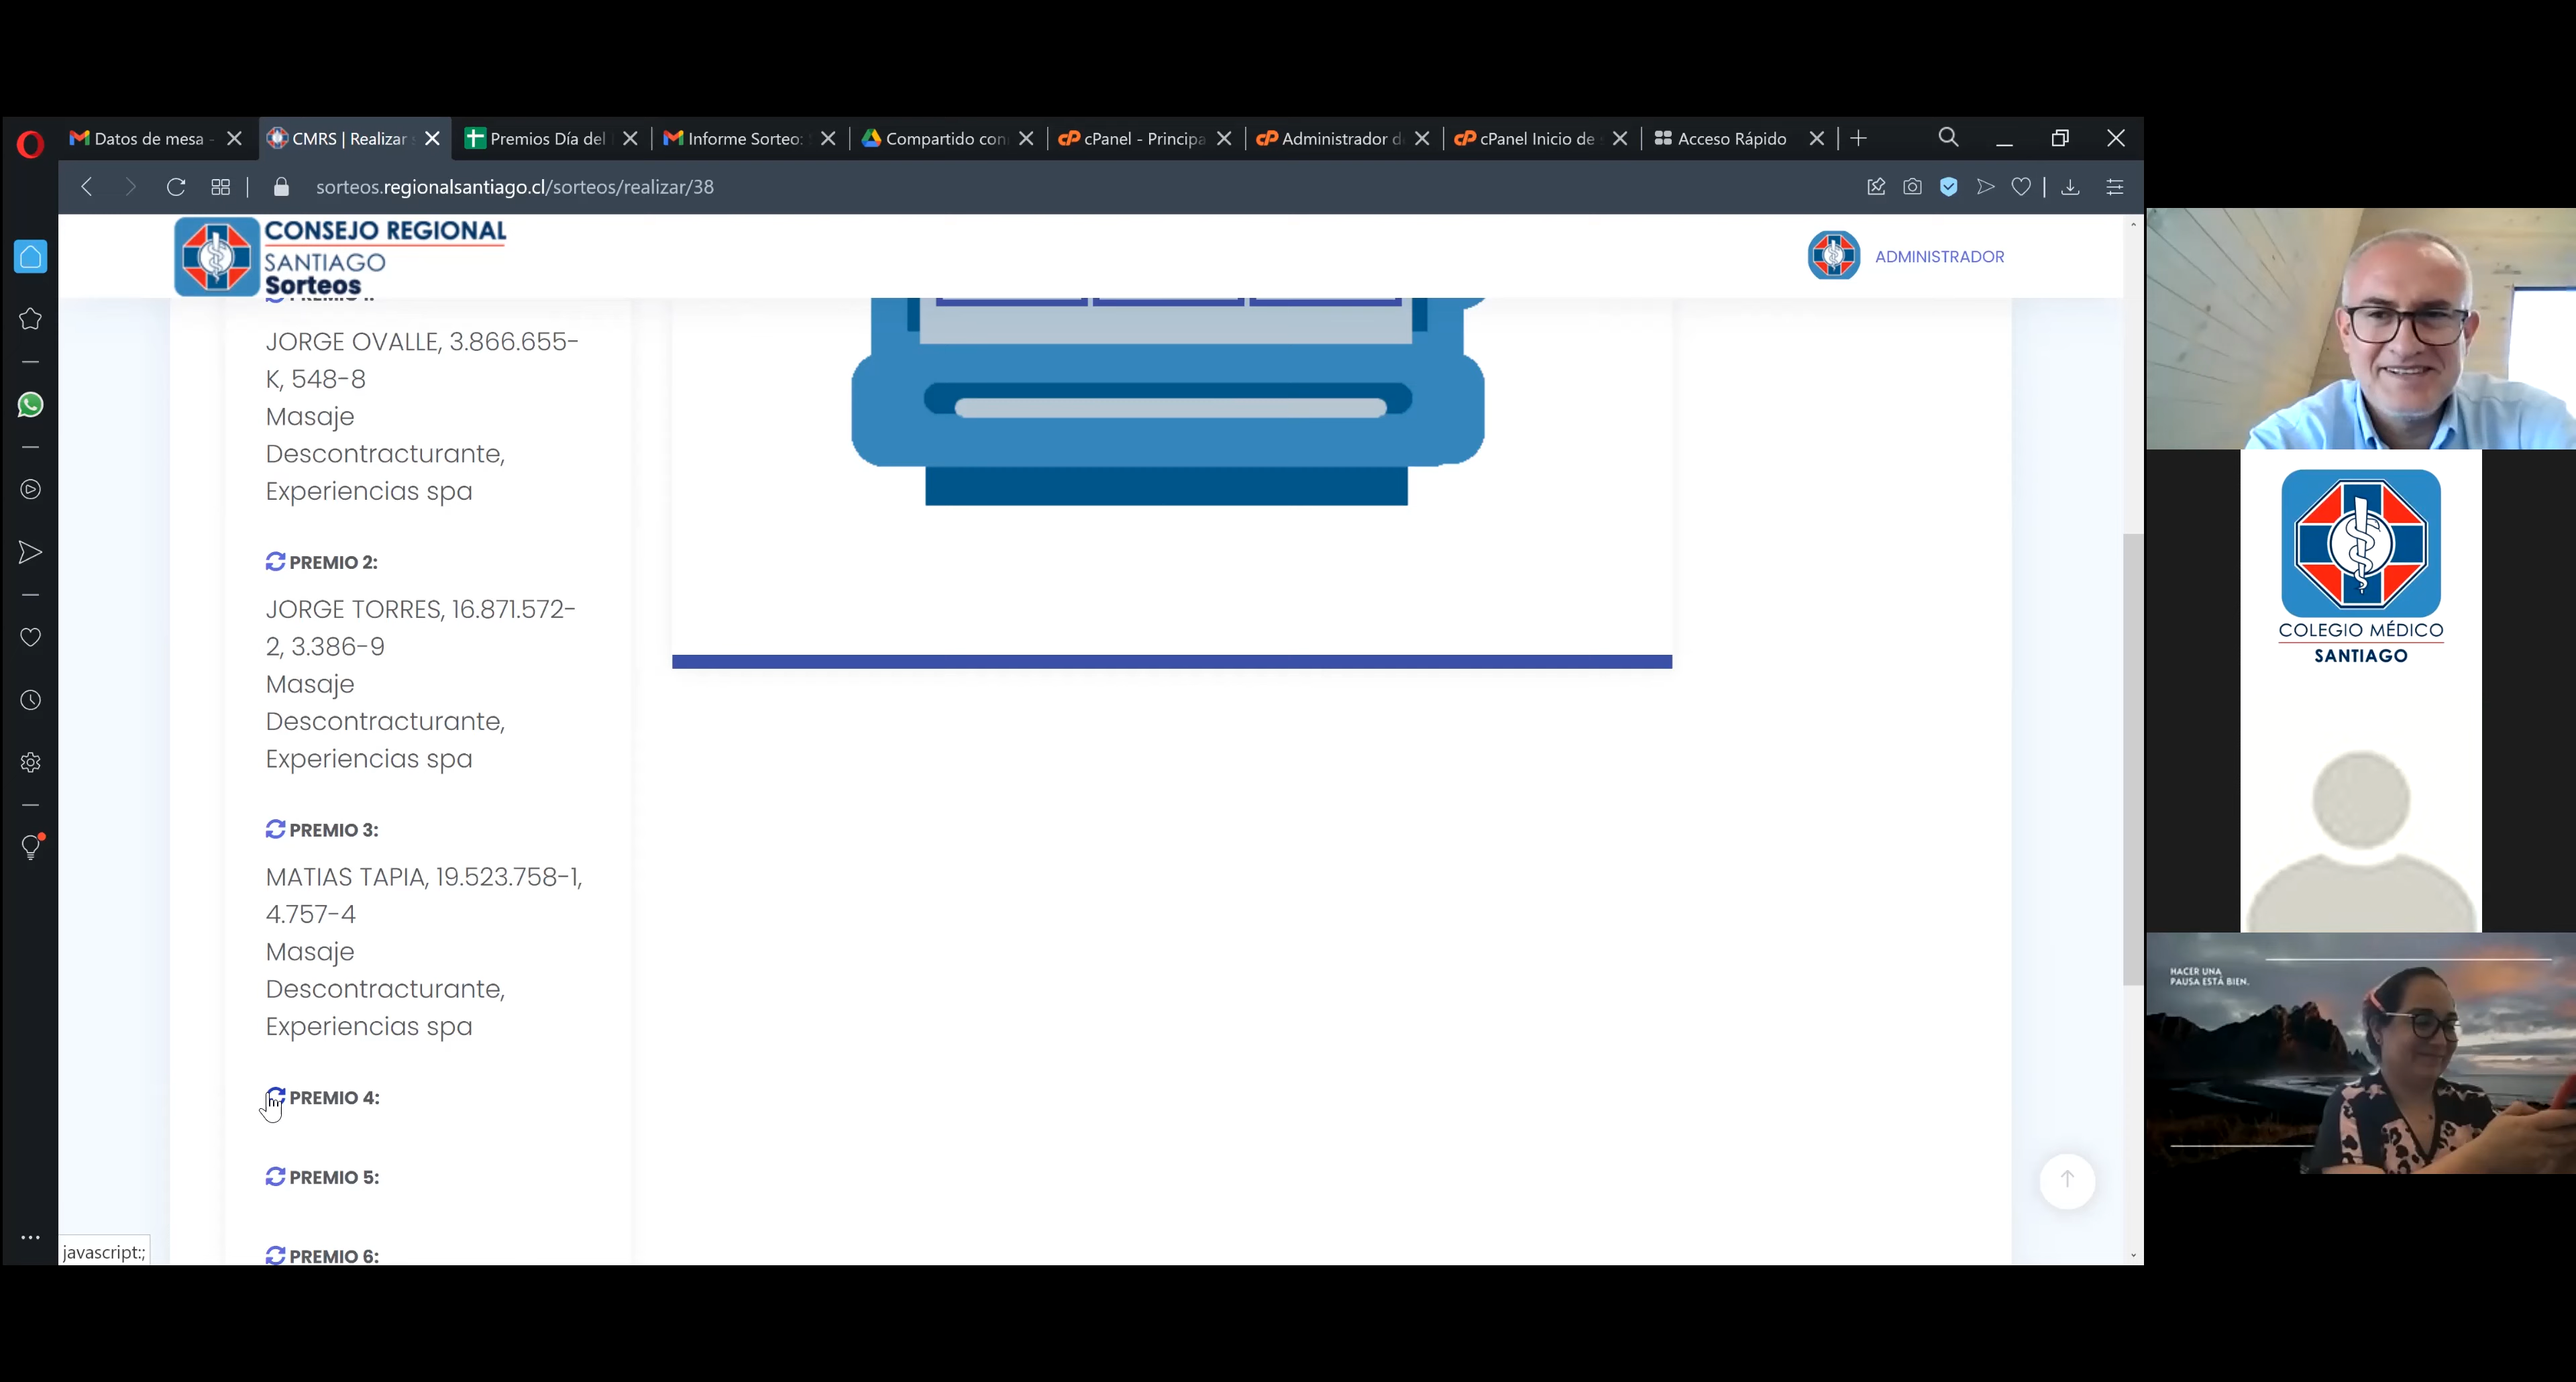 Datos de mesa -
CMRS | Realizar
Premios Día del
Informe Sorteo:
Compartido con
cPanel - Principa
Administrador d
cPanel Inicio de
Acceso Rápido
sorteos.regionalsantiago.cl/sorteos/realizar/38
CONSEJO REGIONAL
SANTIAGO
Sorteos
ADMINISTRADOR
PREMIO 1:
JORGE OVALLE, 3.866.655-
K, 548-8
Masaje
Descontracturante,
Experiencias spa
PREMIO 2:
JORGE TORRES, 16.871.572-
2, 3.386-9
Masaje
Descontracturante,
Experiencias spa
PREMIO 3:
MATIAS TAPIA, 19.523.758-1,
4.757-4
Masaje
Descontracturante,
Experiencias spa
PREMIO 4:
PREMIO 5:
PREMIO 6:
javascript:;
COLEGIO MÉDICO
SANTIAGO
HACER UNA
PAUSA ESTÁ BIEN.